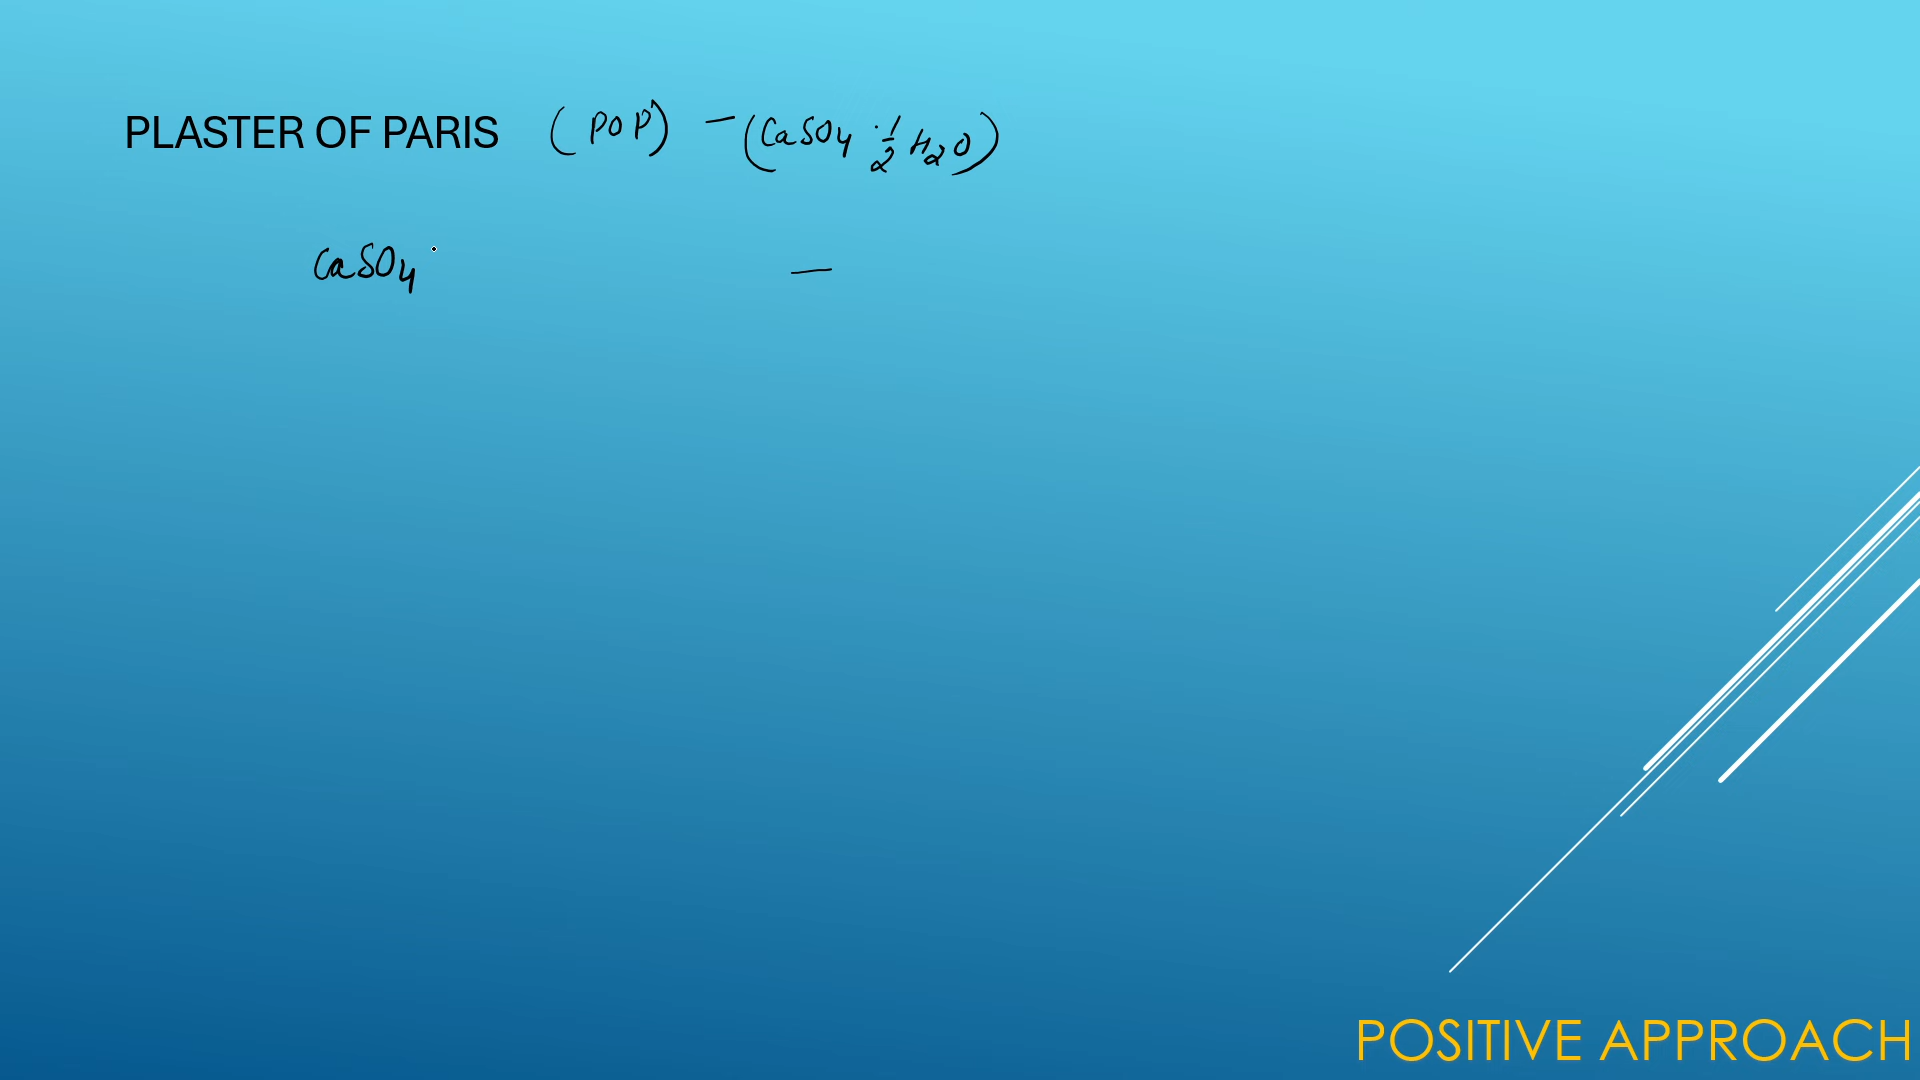 PLASTER OF PARIS (POP) - (CaSO4 · 1/2 H2O)
CaSO4 · —
POSITIVE APPROACH